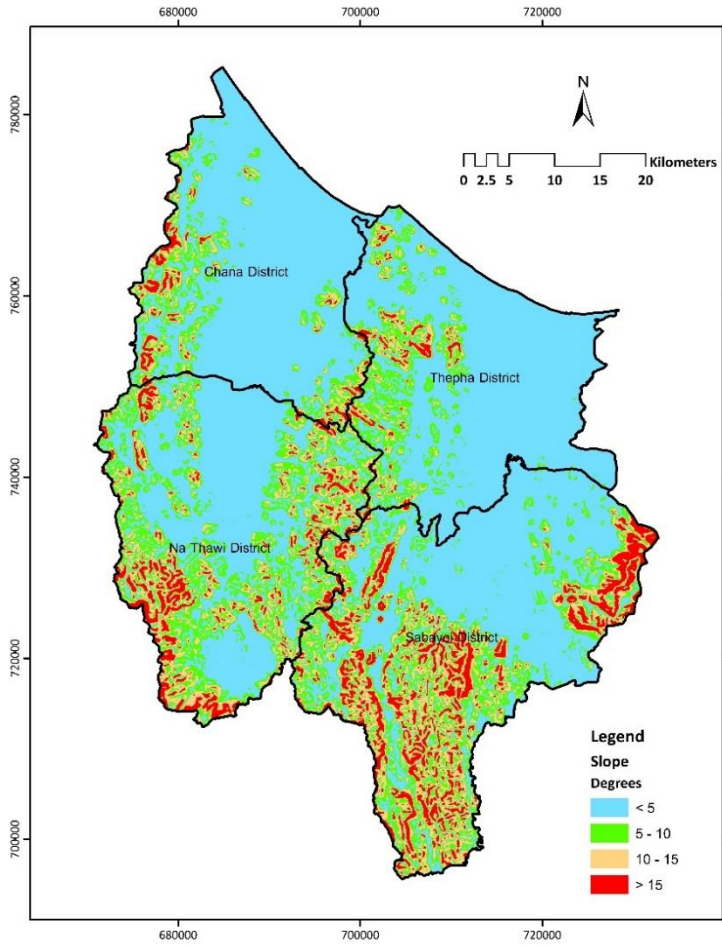 680000 700000 720000
N
Kilometers
0 2.5 5 10 15 20
780000
760000
740000
720000
700000
Chana District
Thepha District
Na Thawi District
Sabayoi District
Legend
Slope
Degrees
< 5
5 - 10
10 - 15
> 15
680000 700000 720000